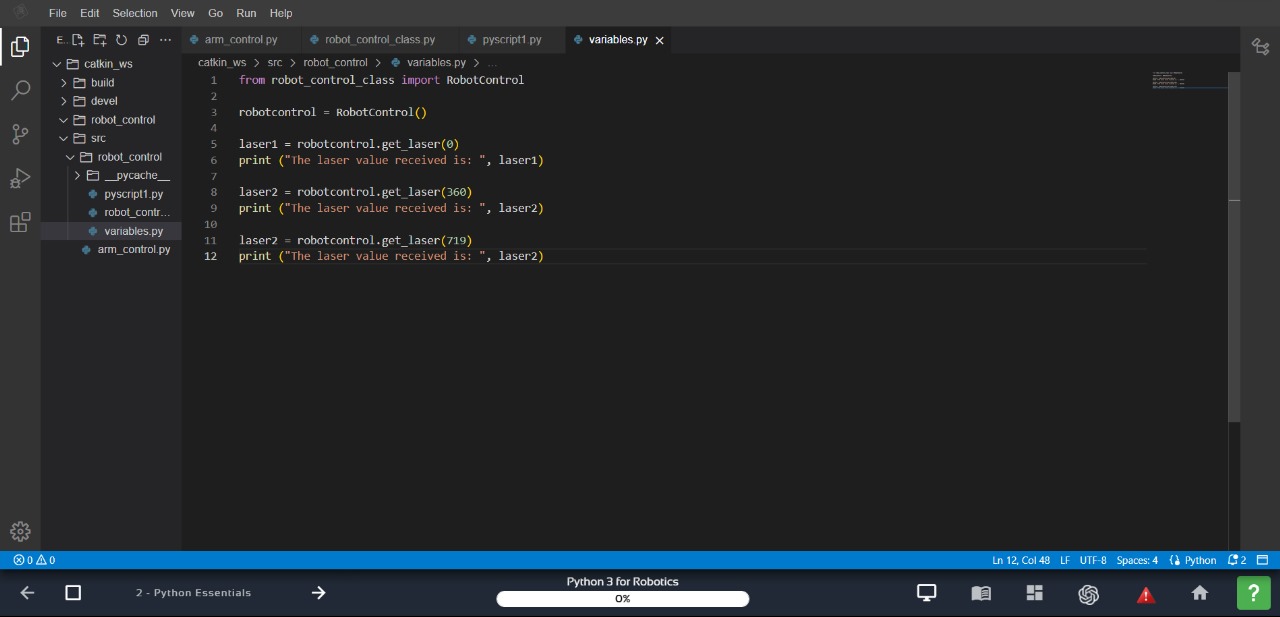 File Edit Selection View Go Run Help
E..
arm_control.py robot_control_class.py pyscript1.py variables.py
catkin_ws
build
devel
robot_control
src
robot_control
__pycache__
pyscript1.py
robot_contr...
variables.py
arm_control.py
catkin_ws > src > robot_control > variables.py > ...
1 from robot_control_class import RobotControl
2
3 robotcontrol = RobotControl()
4
5 laser1 = robotcontrol.get_laser(0)
6 print ("The laser value received is: ", laser1)
7
8 laser2 = robotcontrol.get_laser(360)
9 print ("The laser value received is: ", laser2)
10
11 laser2 = robotcontrol.get_laser(719)
12 print ("The laser value received is: ", laser2)
0 0 Ln 12, Col 48 LF UTF-8 Spaces: 4 Python 2
2 - Python Essentials
Python 3 for Robotics
0%
?